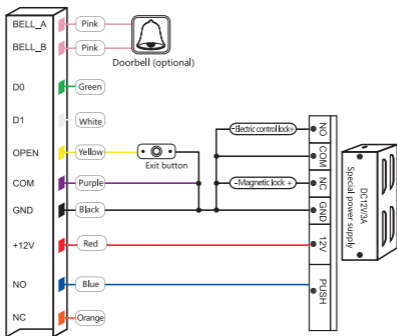 BELL_A Pink
BELL_B Pink
Doorbell (optional)
D0 Green
D1 White
OPEN Yellow
Exit button
COM Purple
GND Black
+12V Red
NO Blue
NC Orange
-Electric control lock+
-Magnetic lock +
NO
COM
NC
GND
12V
PUSH
DC12V/3A
Special power supply